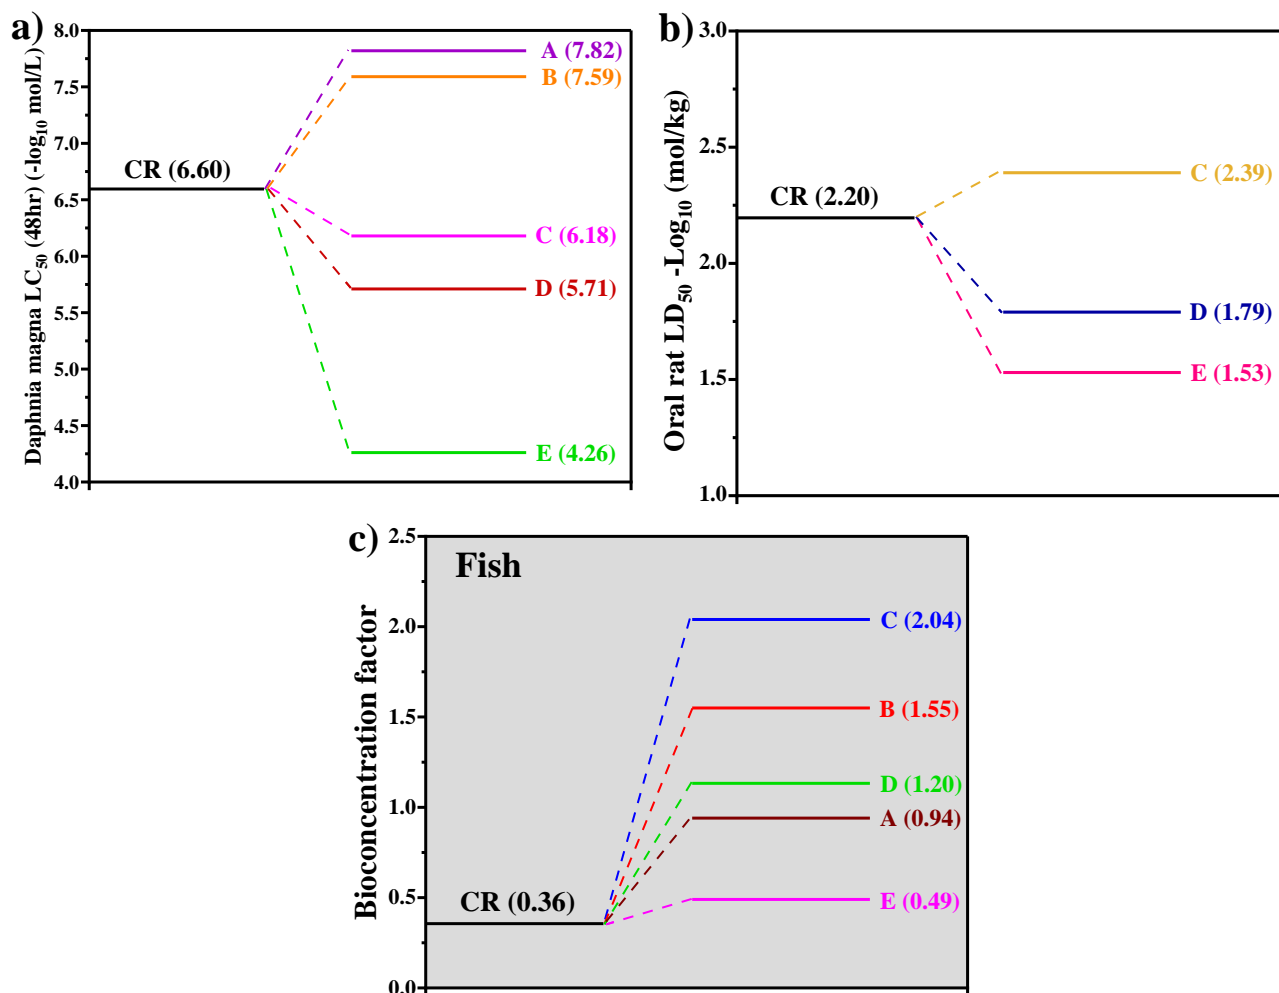 a)
Daphnia magna LC50 (48hr) (-log10 mol/L)
8.0
7.5
7.0
6.5
6.0
5.5
5.0
4.5
4.0
CR (6.60)
A (7.82)
B (7.59)
C (6.18)
D (5.71)
E (4.26)
b)
Oral rat LD50 -Log10 (mol/kg)
3.0
2.5
2.0
1.5
1.0
CR (2.20)
C (2.39)
D (1.79)
E (1.53)
c)
Bioconcentration factor
2.5
2.0
1.5
1.0
0.5
0.0
Fish
CR (0.36)
C (2.04)
B (1.55)
D (1.20)
A (0.94)
E (0.49)